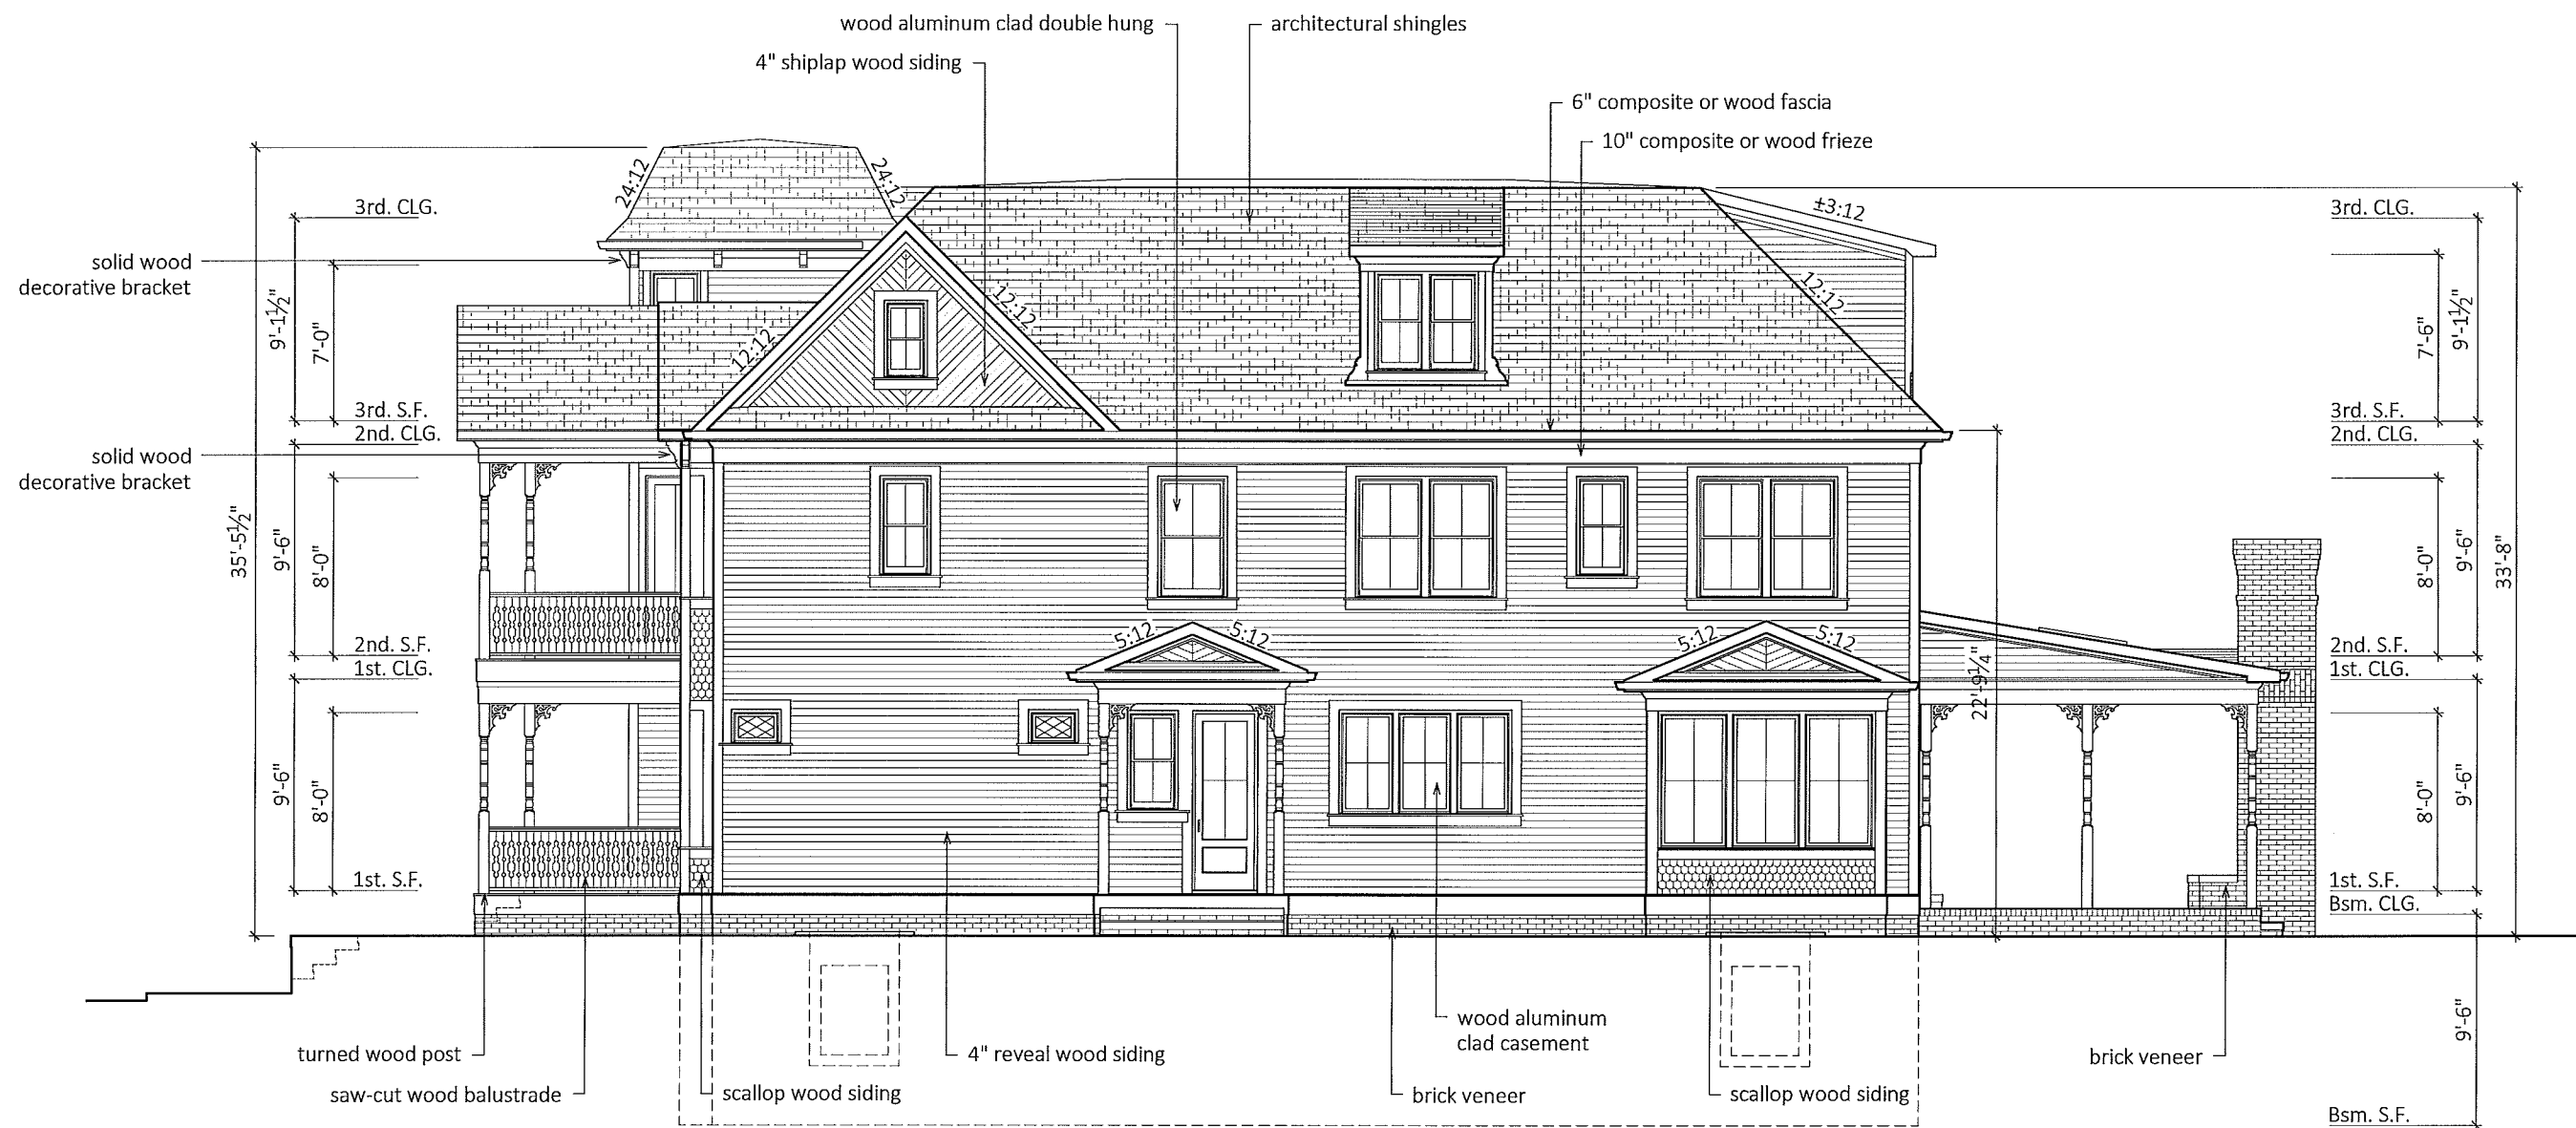 wood aluminum clad double hung
architectural shingles
4" shiplap wood siding
6" composite or wood fascia
10" composite or wood frieze
24:12
24:12
±3:12
3rd. CLG.
3rd. CLG.
solid wood
decorative bracket
9'-1½"
7'-0"
12:12
12:12
12:12
7'-6"
9'-1½"
3rd. S.F.
2nd. CLG.
3rd. S.F.
2nd. CLG.
solid wood
decorative bracket
35'-5½"
9'-6"
8'-0"
8'-0"
9'-6"
33'-8"
2nd. S.F.
1st. CLG.
5:12
5:12
5:12
5:12
22'-9¼"
2nd. S.F.
1st. CLG.
9'-6"
8'-0"
8'-0"
9'-6"
1st. S.F.
1st. S.F.
Bsm. CLG.
9'-6"
turned wood post
saw-cut wood balustrade
scallop wood siding
4" reveal wood siding
wood aluminum
clad casement
brick veneer
scallop wood siding
brick veneer
Bsm. S.F.